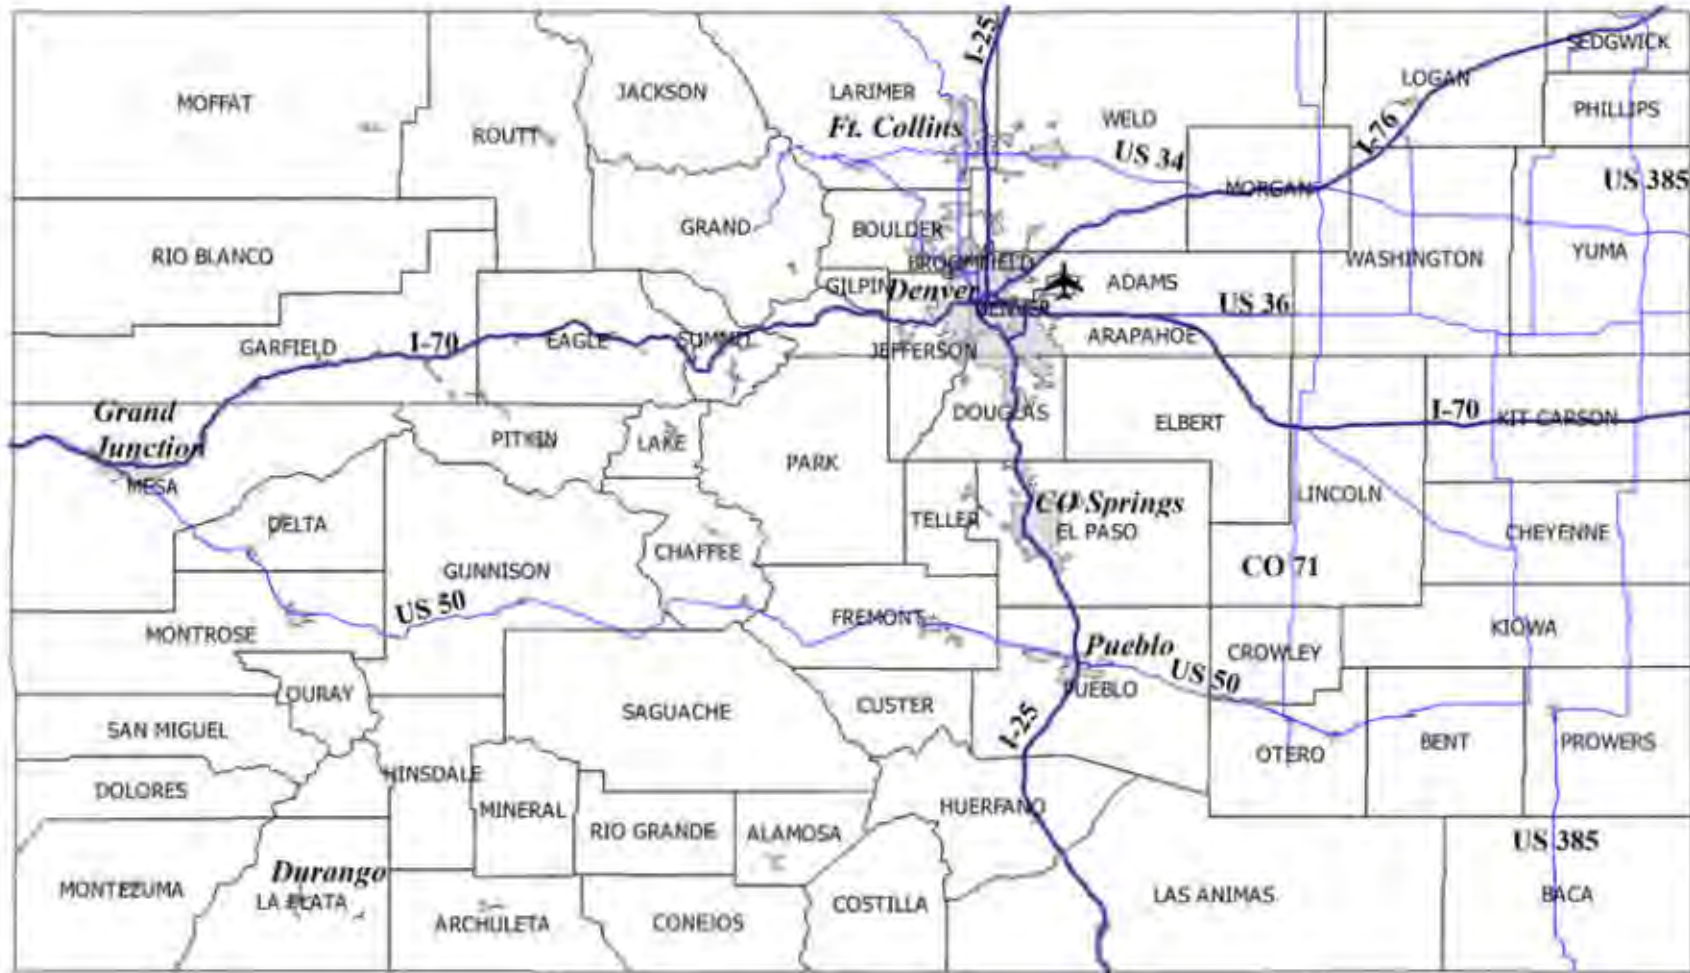 SEDGWICK
I-25
LOGAN
MOFFAT
JACKSON
LARIMER
PHILLIPS
ROUTT
Ft. Collins
WELD
I-76
US 34
US 385
MORGAN
GRAND
BOULDER
RIO BLANCO
WASHINGTON
YUMA
BROOMFIELD
GILPIN
Denver
ADAMS
US 36
DENVER
ARAPAHOE
GARFIELD
I-70
EAGLE
SUMMIT
JEFFERSON
Grand
Junction
DOUGLAS
ELBERT
I-70
KIT CARSON
PITKIN
LAKE
PARK
MESA
LINCOLN
CO Springs
DELTA
TELLER
EL PASO
CHEYENNE
CHAFFEE
GUNNISON
CO 71
US 50
FREMONT
MONTROSE
KIOWA
Pueblo
CROWLEY
US 50
OURAY
PUEBLO
SAGUACHE
CUSTER
SAN MIGUEL
I-25
OTERO
BENT
PROWERS
HINSDALE
DOLORES
MINERAL
HUERFANO
RIO GRANDE
ALAMOSA
US 385
Durango
MONTEZUMA
LA PLATA
COSTILLA
LAS ANIMAS
BACA
ARCHULETA
CONEJOS